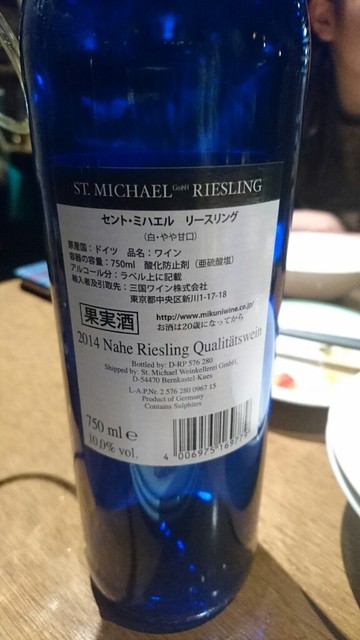 ST. MICHAEL GmbH RIESLING
セント・ミハエル リースリング
(白・やや甘口)
原産国：ドイツ 品名：ワイン
容器の容量：750ml 酸化防止剤（亜硫酸塩）
アルコール分：ラベル上に記載
輸入者及引取先：三国ワイン株式会社
東京都中央区新川1-17-18
果実酒
http://www.mikuniwine.co.jp/
お酒は20歳になってから
2014 Nahe Riesling Qualitätswein
Bottled by: D-RP 576 280
Shipped by: St. Michael Weinkellerei GmbH,
D-54470 Bernkastel-Kues
L-A.P.Nr. 2 576 280 0967 15
Product of Germany
Contains Sulphites
750 ml e
10.0% vol.
4 006975 16977